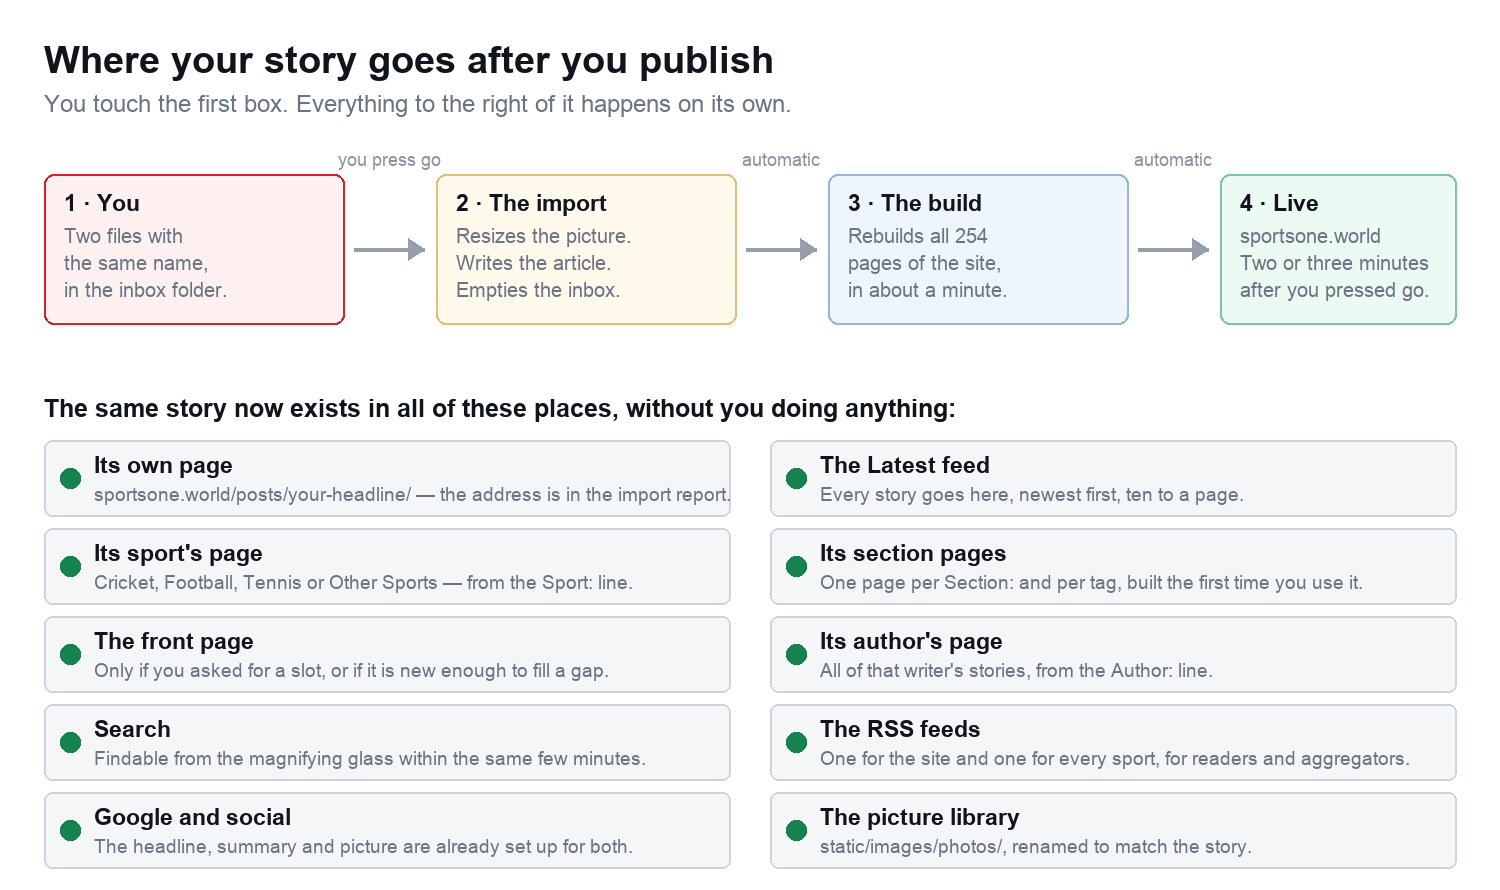 Where your story goes after you publish
You touch the first box. Everything to the right of it happens on its own.
you press go
automatic
automatic
1 · You
Two files with
the same name,
in the inbox folder.
2 · The import
Resizes the picture.
Writes the article.
Empties the inbox.
3 · The build
Rebuilds all 254
pages of the site,
in about a minute.
4 · Live
sportsone.world
Two or three minutes
after you pressed go.
The same story now exists in all of these places, without you doing anything:
Its own page
sportsone.world/posts/your-headline/ — the address is in the import report.
The Latest feed
Every story goes here, newest first, ten to a page.
Its sport's page
Cricket, Football, Tennis or Other Sports — from the Sport: line.
Its section pages
One page per Section: and per tag, built the first time you use it.
The front page
Only if you asked for a slot, or if it is new enough to fill a gap.
Its author's page
All of that writer's stories, from the Author: line.
Search
Findable from the magnifying glass within the same few minutes.
The RSS feeds
One for the site and one for every sport, for readers and aggregators.
Google and social
The headline, summary and picture are already set up for both.
The picture library
static/images/photos/, renamed to match the story.